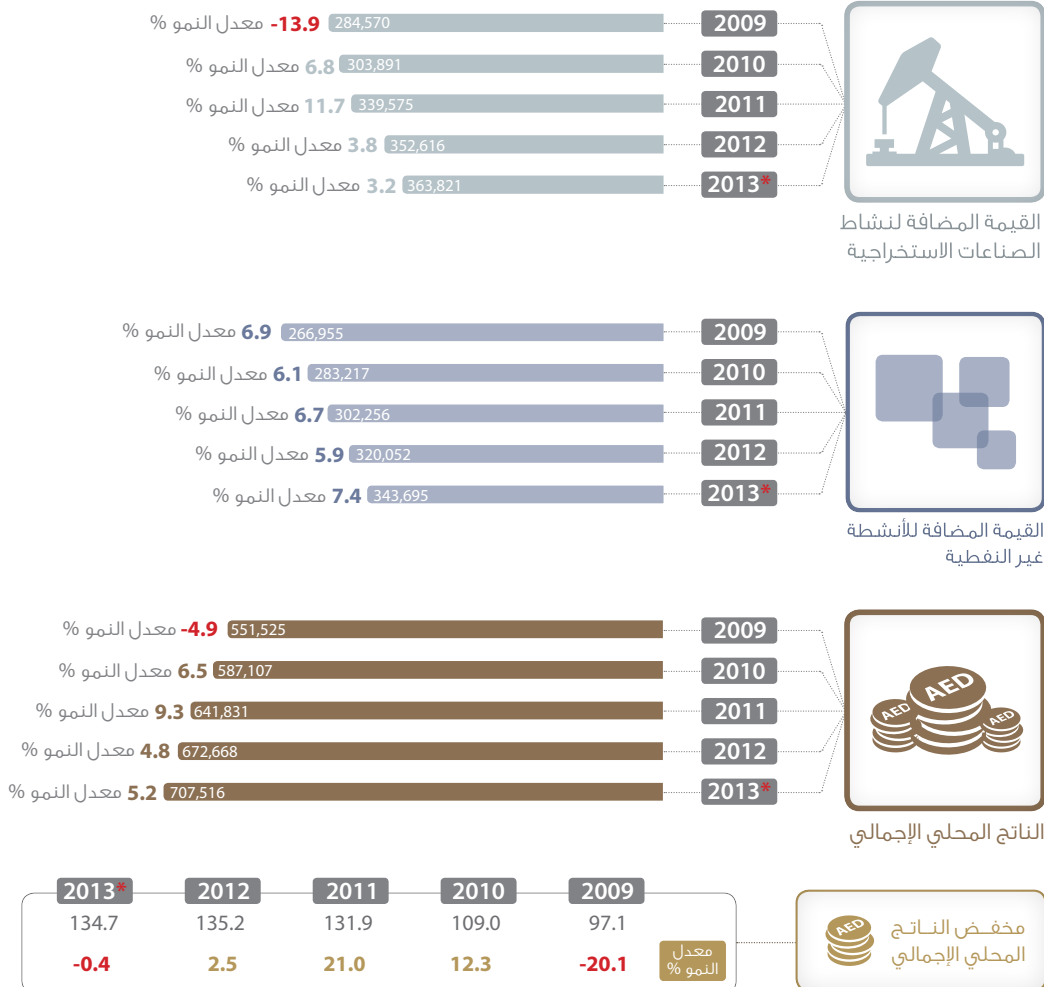 2009 284,570 -13.9 معدل النمو %
2010 303,891 6.8 معدل النمو %
2011 339,575 11.7 معدل النمو %
2012 352,616 3.8 معدل النمو %
2013* 363,821 3.2 معدل النمو %
القيمة المضافة لنشاط
الصناعات الاستخراجية
2009 266,955 6.9 معدل النمو %
2010 283,217 6.1 معدل النمو %
2011 302,256 6.7 معدل النمو %
2012 320,052 5.9 معدل النمو %
2013* 343,695 7.4 معدل النمو %
القيمة المضافة للأنشطة
غير النفطية
2009 551,525 -4.9 معدل النمو %
2010 587,107 6.5 معدل النمو %
2011 641,831 9.3 معدل النمو %
2012 672,668 4.8 معدل النمو %
2013* 707,516 5.2 معدل النمو %
AED AED AED
الناتج المحلي الإجمالي
مخفض الناتج
المحلي الإجمالي
AED
2009 2010 2011 2012 2013*
97.1 109.0 131.9 135.2 134.7
معدل
النمو %
-20.1 12.3 21.0 2.5 -0.4